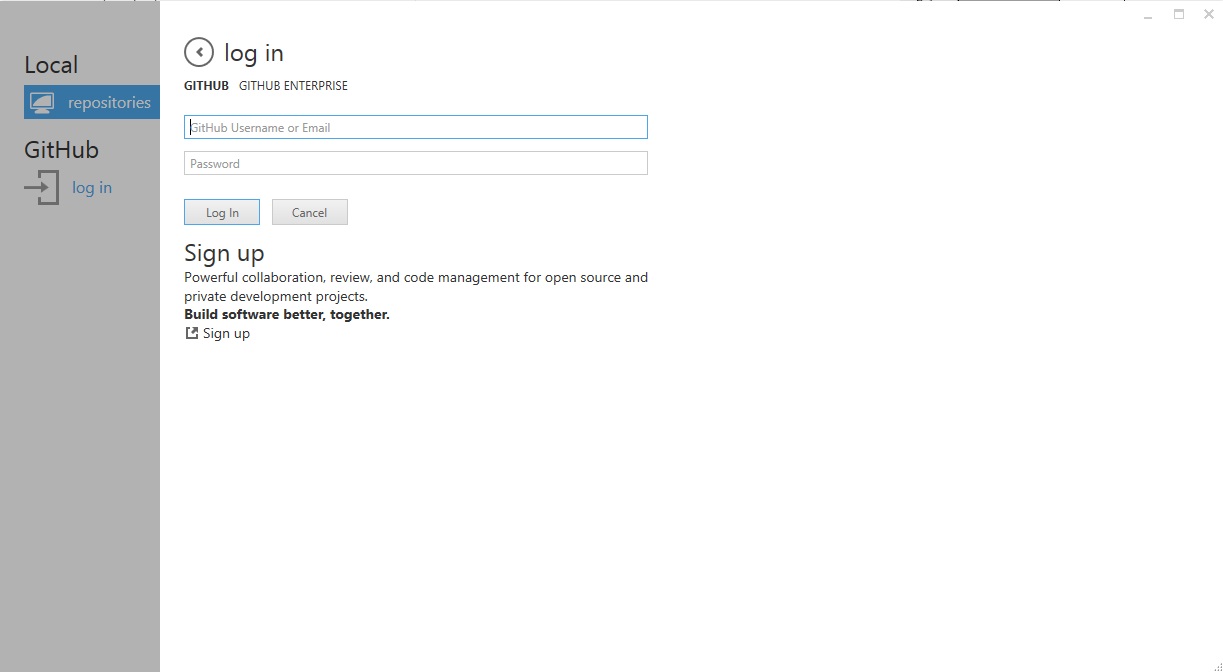 Local
repositories
GitHub
log in
log in
GITHUB GITHUB ENTERPRISE
GitHub Username or Email
Password
Log In Cancel
Sign up
Powerful collaboration, review, and code management for open source and
private development projects.
Build software better, together.
Sign up